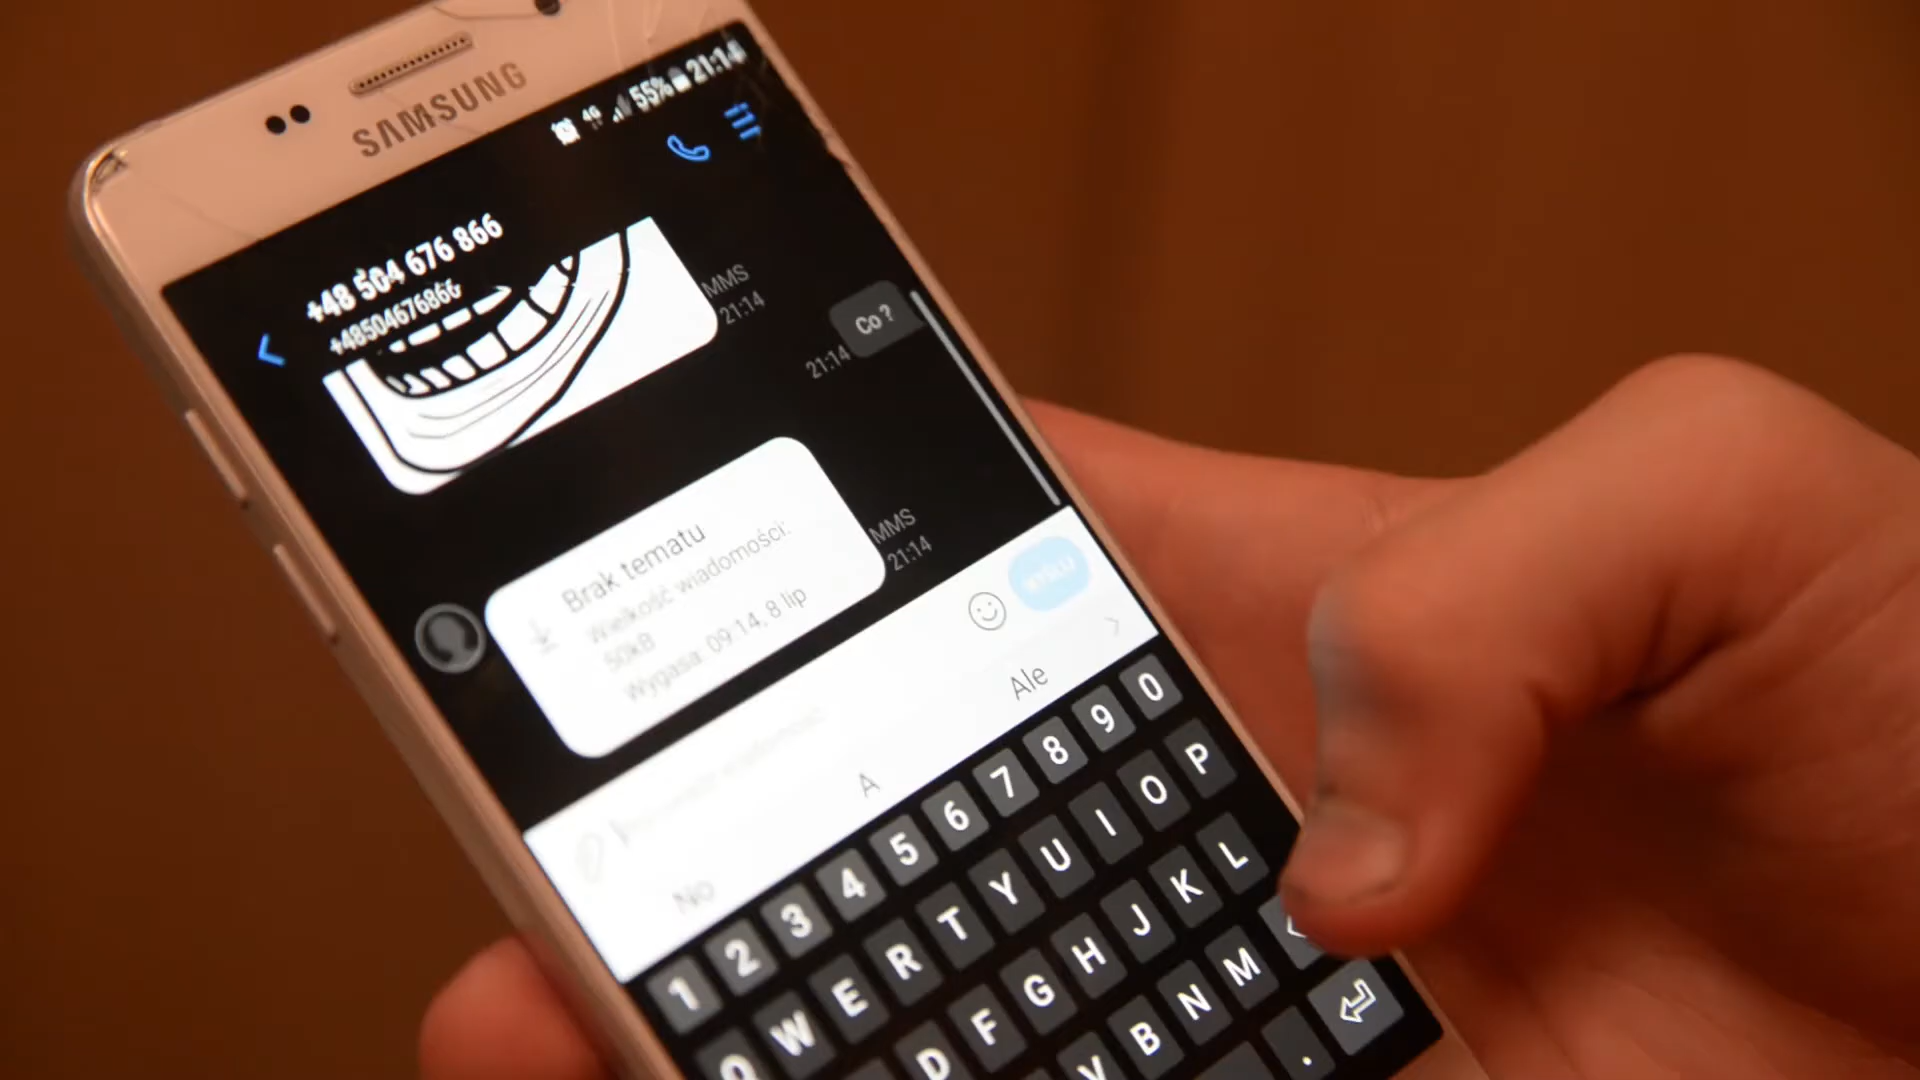 SAMSUNG
4G 55% 21:14
+48 504 676 866
+48504676866
MMS
21:14
Co ?
21:14
Brak tematu
Wielkość wiadomości:
50kB
Wygasa: 09:14, 8 lip
MMS
21:14
No A Ale
1 2 3 4 5 6 7 8 9 0
Q W E R T Y U I O P
D F G H J K L
V B N M
.